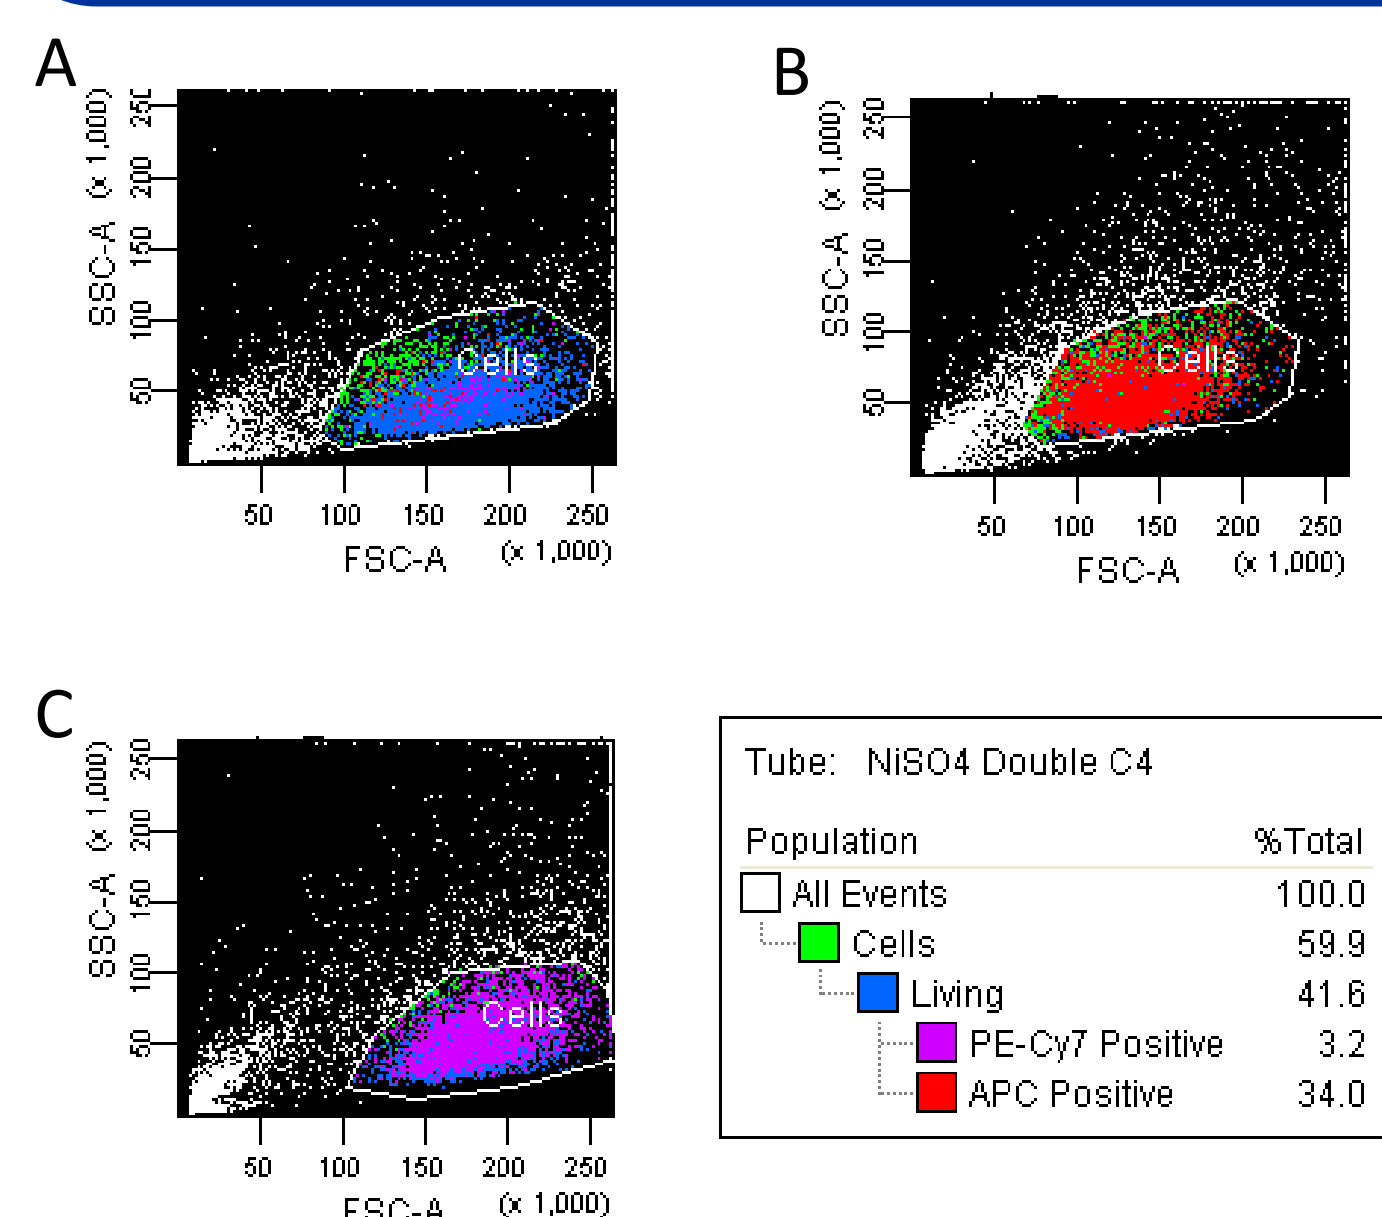 A
SSC-A (x 1,000)
250
200
150
100
50
Cells
50 100 150 200 250
FSC-A (x 1,000)
B
SSC-A (x 1,000)
250
200
150
100
50
Cells
50 100 150 200 250
FSC-A (x 1,000)
C
SSC-A (x 1,000)
250
200
150
100
50
Cells
50 100 150 200 250
FSC-A (x 1,000)
Tube: NiSO4 Double C4
Population %Total
All Events 100.0
Cells 59.9
Living 41.6
PE-Cy7 Positive 3.2
APC Positive 34.0